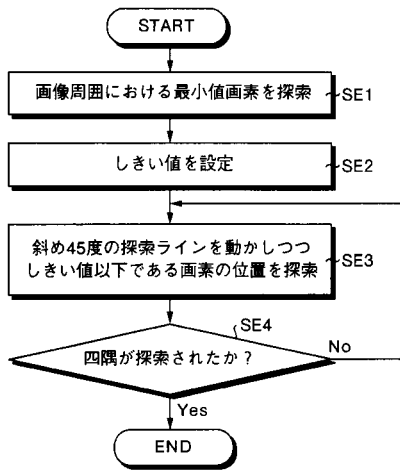 START
画像周囲における最小値画素を探索
SE1
しきい値を設定
SE2
斜め45度の探索ラインを動かしつつ
しきい値以下である画素の位置を探索
SE3
SE4
四隅が探索されたか?
No
Yes
END